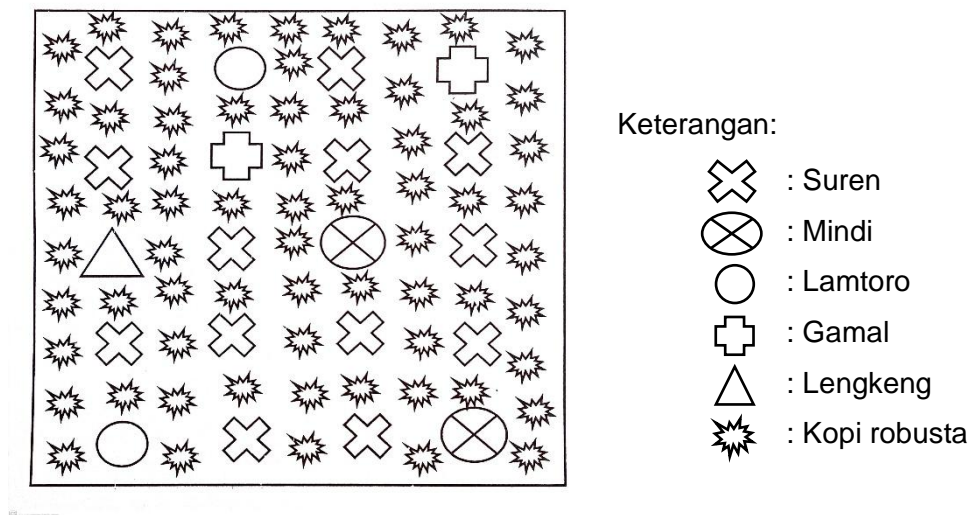 Keterangan:
: Suren
: Mindi
: Lamtoro
: Gamal
: Lengkeng
: Kopi robusta